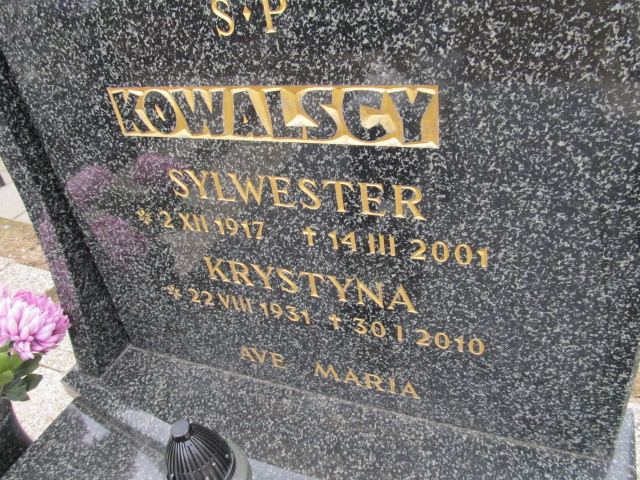 S·P
KOWALSCY
SYLWESTER
* 2 XII 1917 † 14 III 2001
KRYSTYNA
* 22 VIII 1931 † 30 I 2010
AVE MARIA